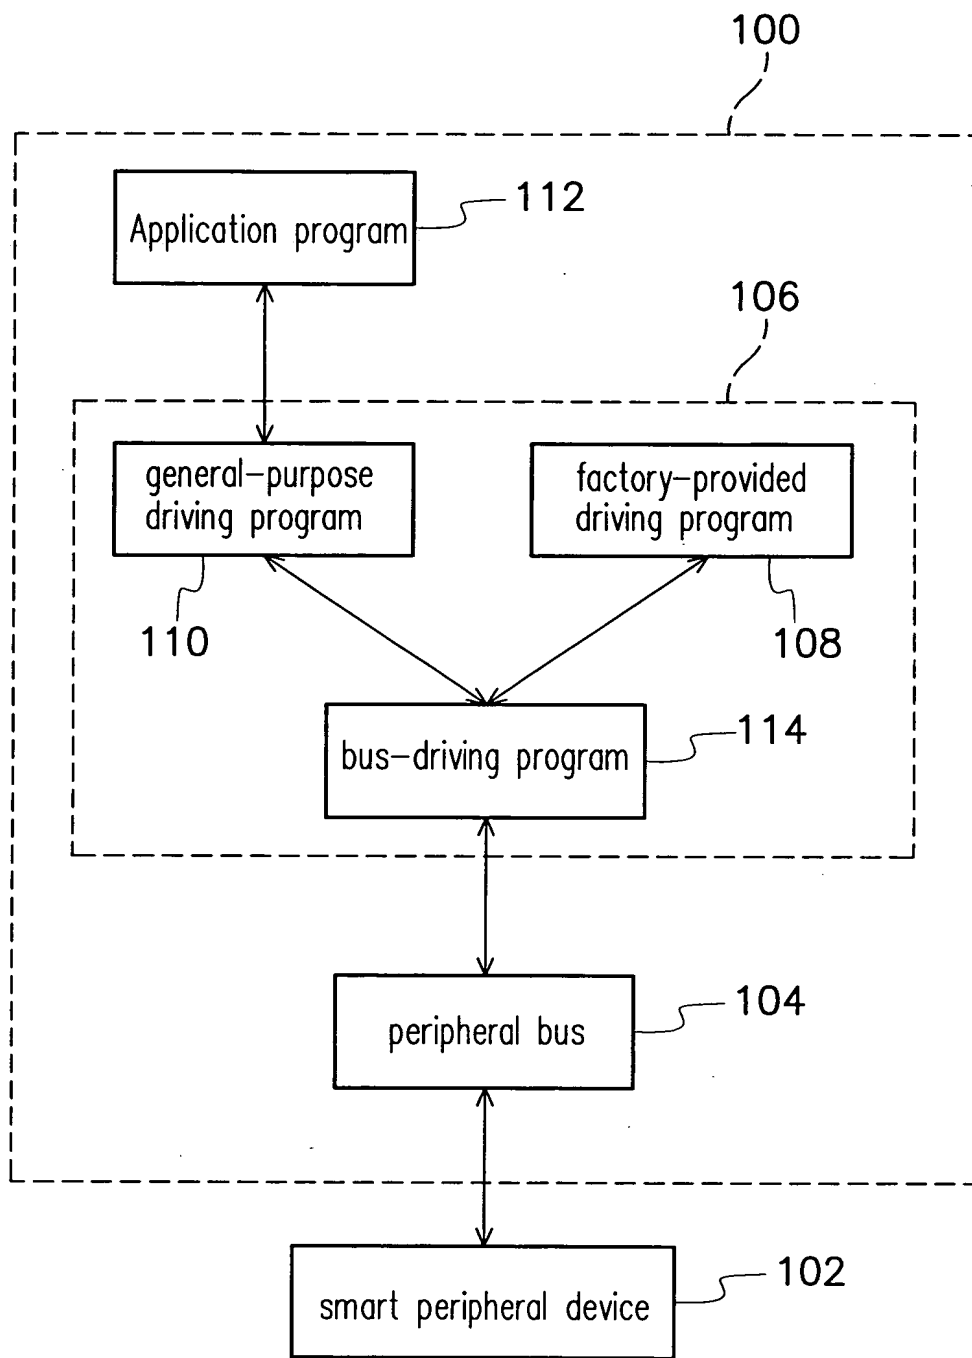 100
Application program
112
106
general-purpose
driving program
factory-provided
driving program
110
108
bus-driving program
114
peripheral bus
104
smart peripheral device
102